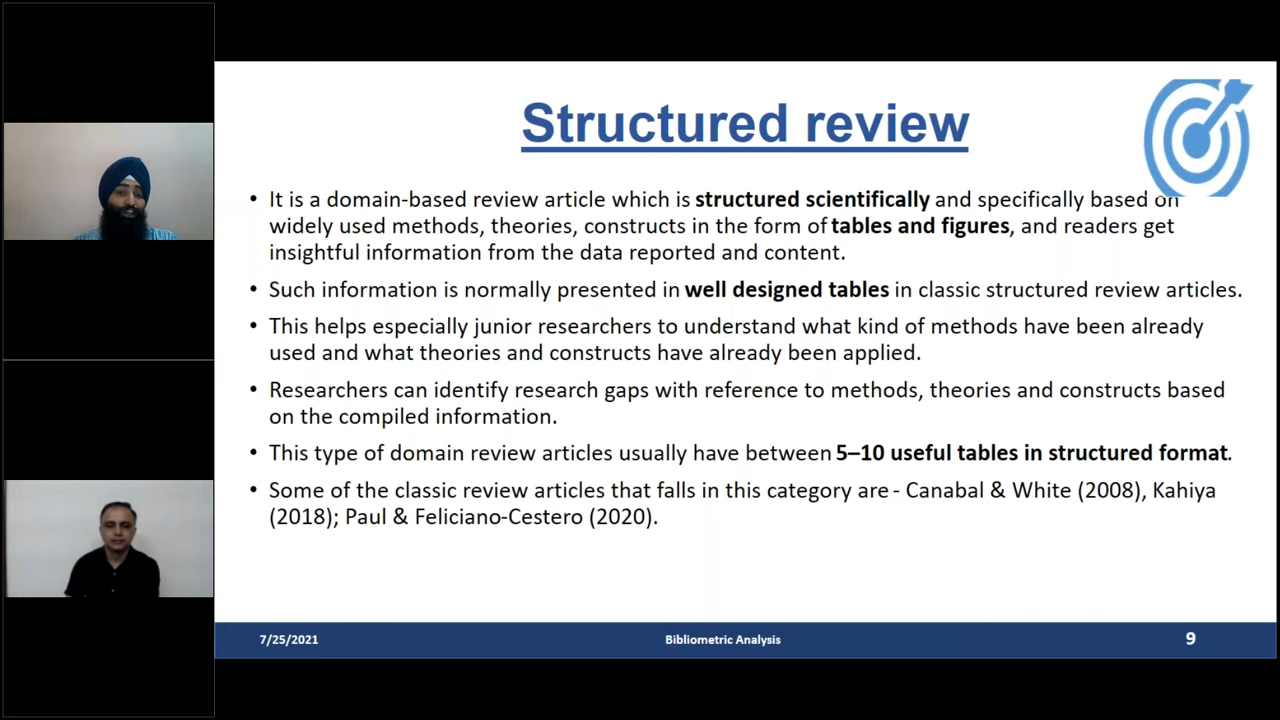 Structured review
• It is a domain-based review article which is structured scientifically and specifically based on
widely used methods, theories, constructs in the form of tables and figures, and readers get
insightful information from the data reported and content.
• Such information is normally presented in well designed tables in classic structured review articles.
• This helps especially junior researchers to understand what kind of methods have been already
used and what theories and constructs have already been applied.
• Researchers can identify research gaps with reference to methods, theories and constructs based
on the compiled information.
• This type of domain review articles usually have between 5–10 useful tables in structured format.
• Some of the classic review articles that falls in this category are - Canabal & White (2008), Kahiya
(2018); Paul & Feliciano-Cestero (2020).
7/25/2021 Bibliometric Analysis 9